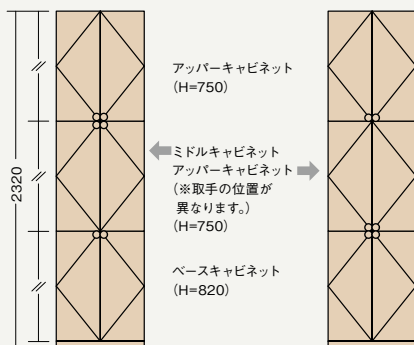 2320
アッパーキャビネット
(H=750)
ミドルキャビネット
アッパーキャビネット
(※取手の位置が
異なります。)
(H=750)
ベースキャビネット
(H=820)